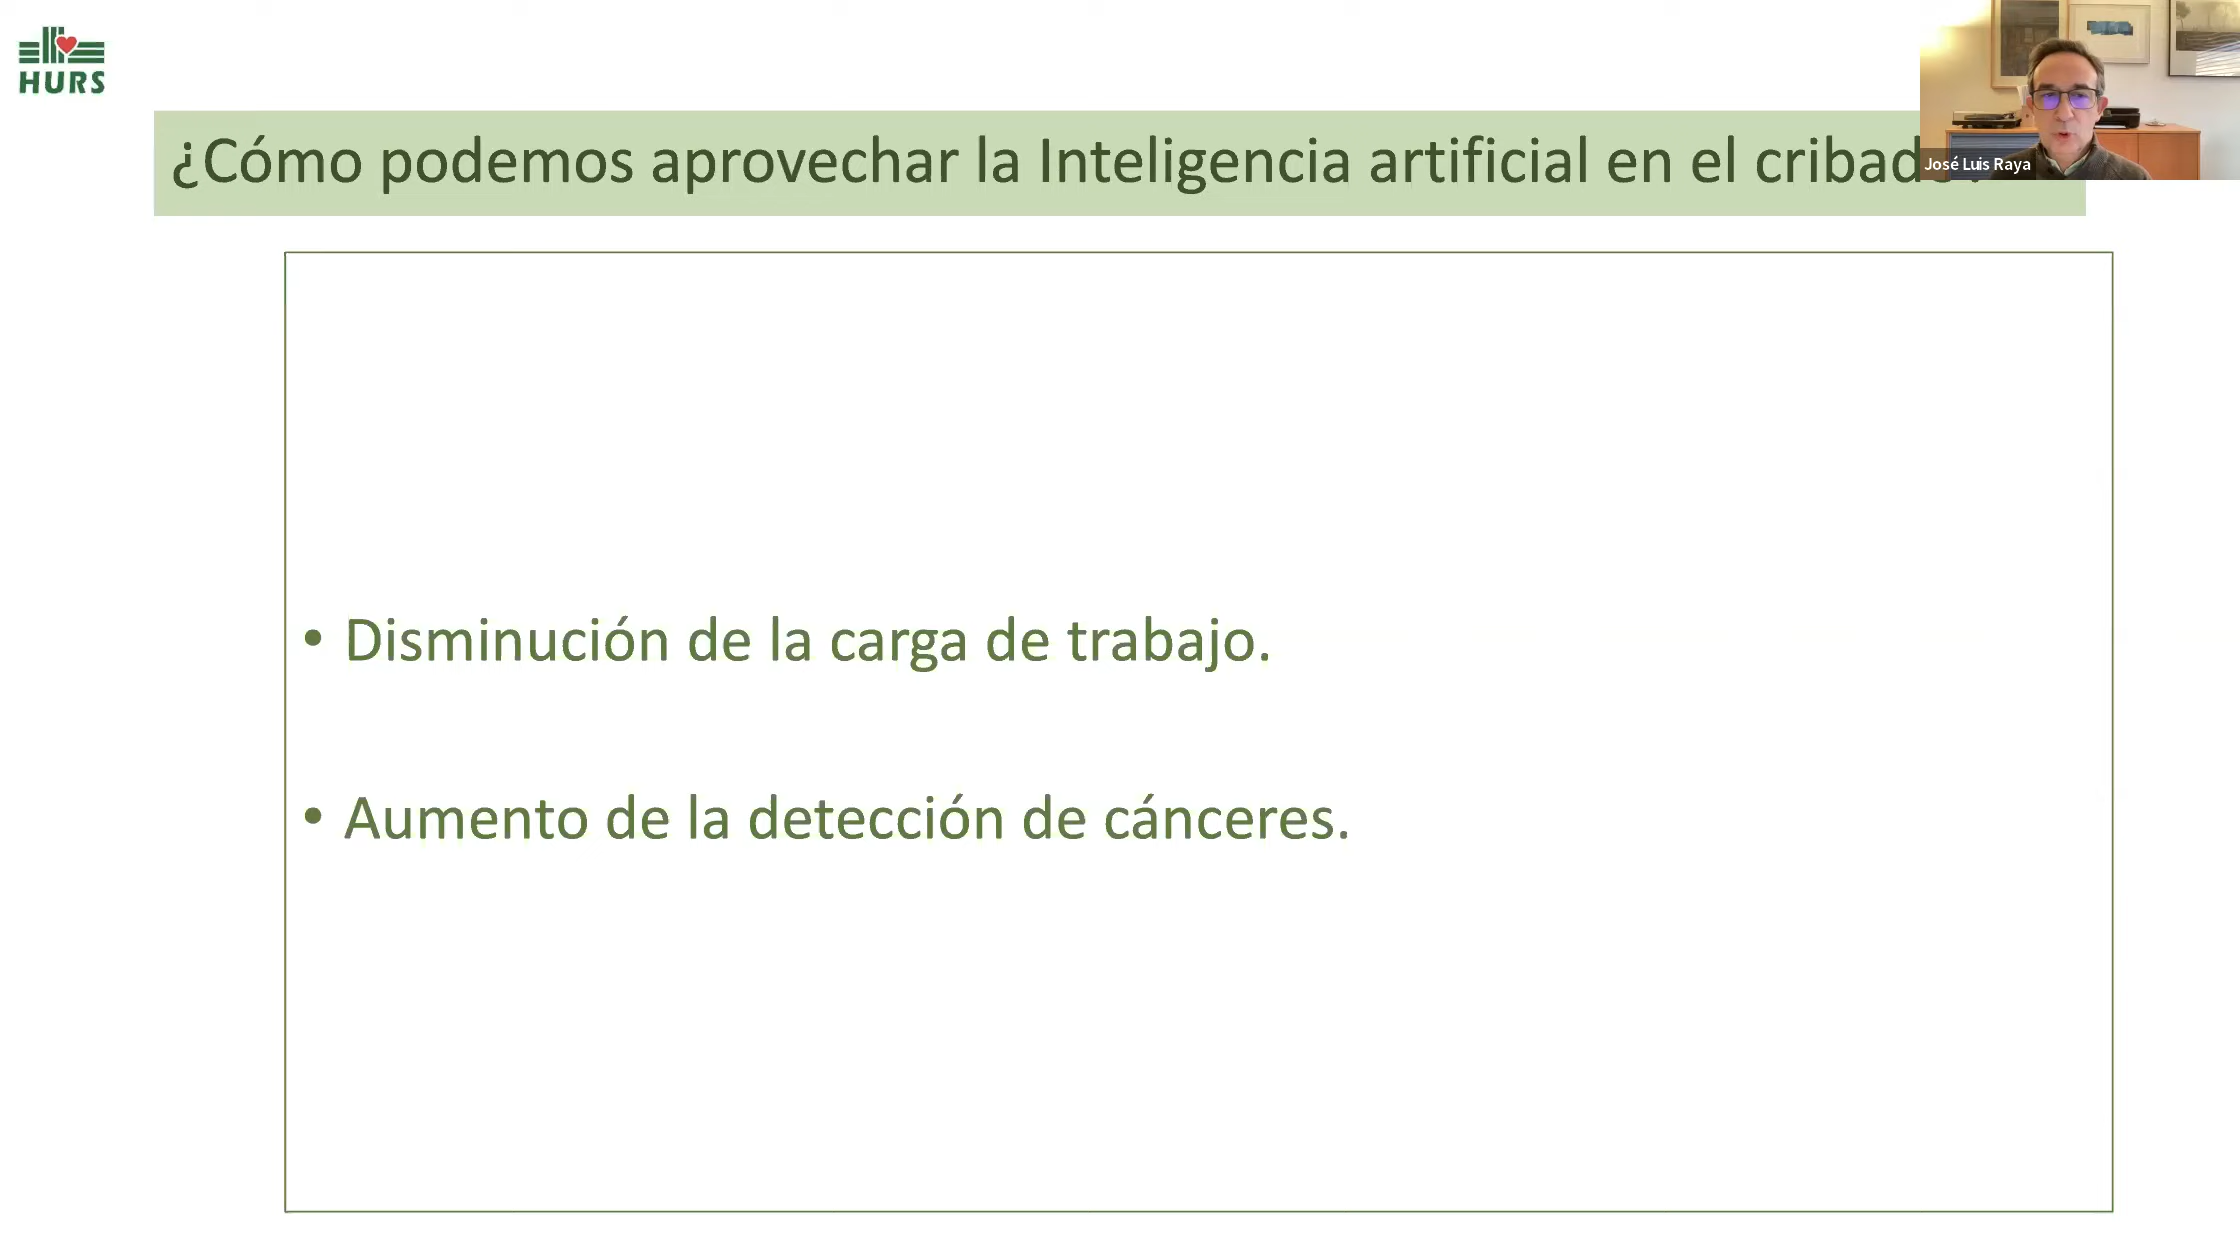 HURS
¿Cómo podemos aprovechar la Inteligencia artificial en el cribado?
José Luis Raya
• Disminución de la carga de trabajo.
• Aumento de la detección de cánceres.